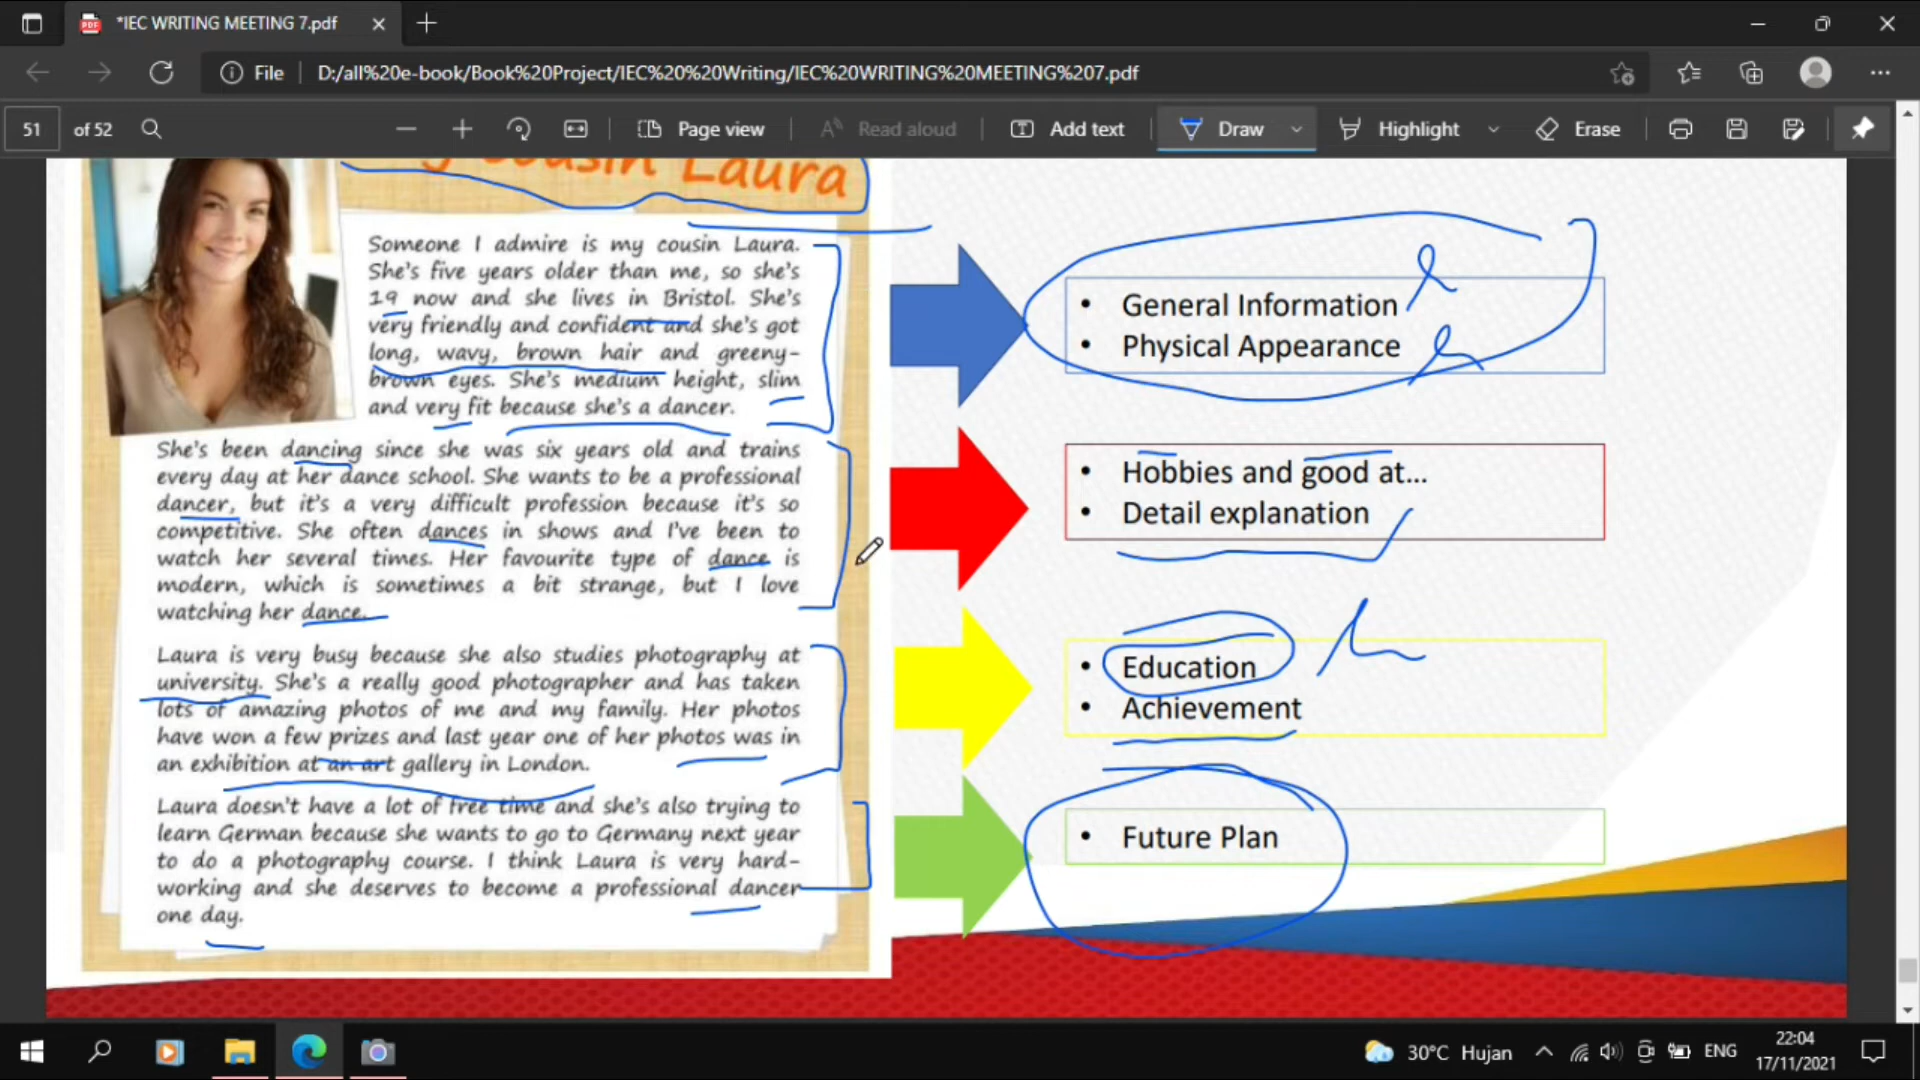 *IEC WRITING MEETING 7.pdf
File
D:/all%20e-book/Book%20Project/IEC%20%20Writing/IEC%20WRITING%20MEETING%207.pdf
51 of 52
Page view
Read aloud
Add text
Draw
Highlight
Erase
cousin Laura
Someone I admire is my cousin Laura.
She's five years older than me, so she's
19 now and she lives in Bristol. She's
very friendly and confident and she's got
long, wavy, brown hair and greeny-
brown eyes. She's medium height, slim
and very fit because she's a dancer.
She's been dancing since she was six years old and trains
every day at her dance school. She wants to be a professional
dancer, but it's a very difficult profession because it's so
competitive. She often dances in shows and I've been to
watch her several times. Her favourite type of dance is
modern, which is sometimes a bit strange, but I love
watching her dance.
Laura is very busy because she also studies photography at
university. She's a really good photographer and has taken
lots of amazing photos of me and my family. Her photos
have won a few prizes and last year one of her photos was in
an exhibition at an art gallery in London.
Laura doesn't have a lot of free time and she's also trying to
learn German because she wants to go to Germany next year
to do a photography course. I think Laura is very hard-
working and she deserves to become a professional dancer
one day.
• General Information
• Physical Appearance
• Hobbies and good at...
• Detail explanation
• Education
• Achievement
• Future Plan
30°C Hujan
ENG
22:04
17/11/2021